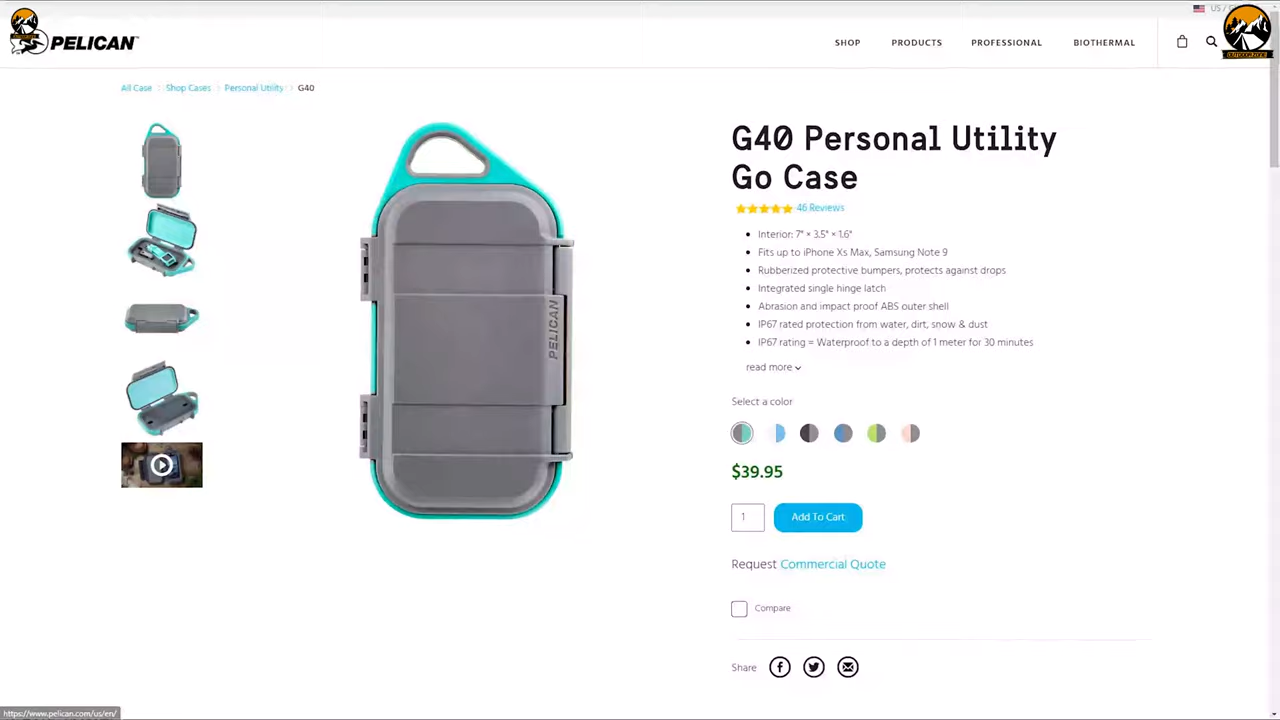 US /
PELICAN™
SHOP
PRODUCTS
PROFESSIONAL
BIOTHERMAL
OUTDOOR ZONE
All Case
Shop Cases
Personal Utility
G40
G40 Personal Utility
Go Case
46 Reviews
Interior: 7" × 3.5" × 1.6"
Fits up to iPhone Xs Max, Samsung Note 9
Rubberized protective bumpers, protects against drops
Integrated single hinge latch
Abrasion and impact proof ABS outer shell
IP67 rated protection from water, dirt, snow & dust
IP67 rating = Waterproof to a depth of 1 meter for 30 minutes
read more
PELICAN
Select a color
$39.95
1
Add To Cart
Request Commercial Quote
Compare
Share
https://www.pelican.com/us/en/